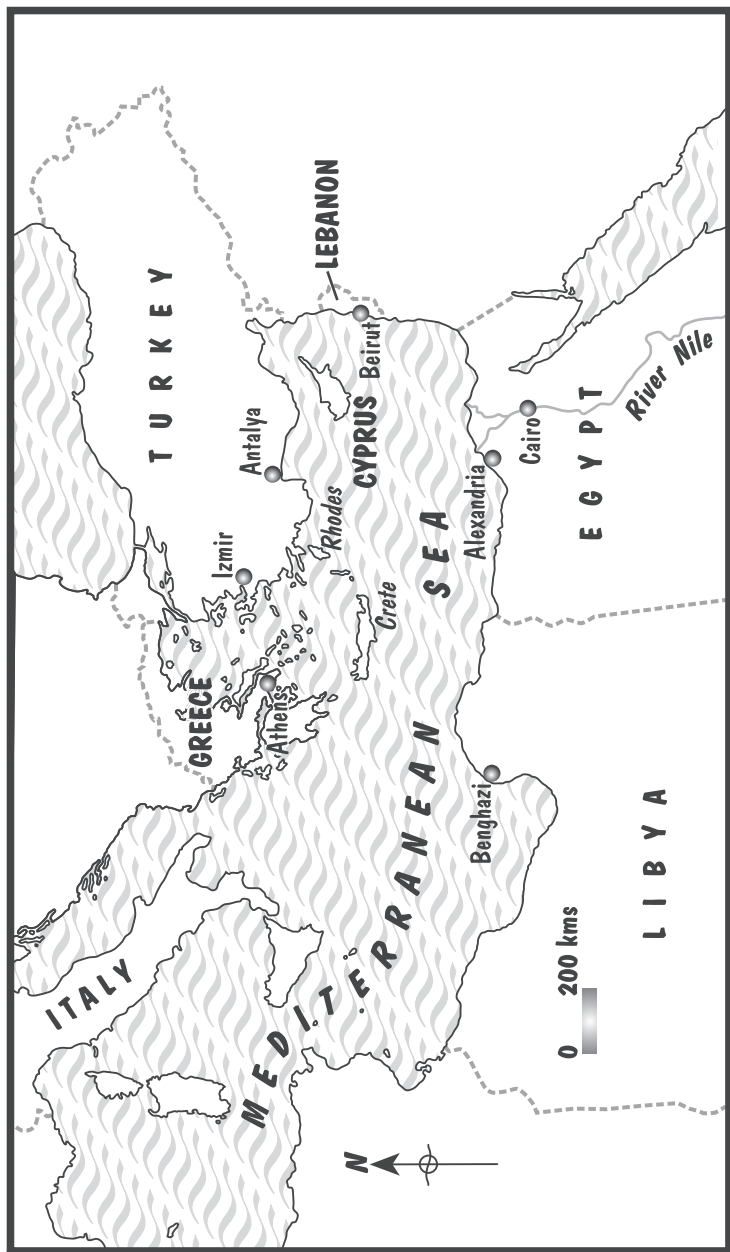 TURKEY
LEBANON
Antalya
Izmir
GREECE
Athens
Rhodes
Crete
CYPRUS
Beirut
ITALY
MEDITERRANEAN
SEA
Alexandria
Cairo
River Nile
EGYPT
Benghazi
LIBYA
0 200 kms
N